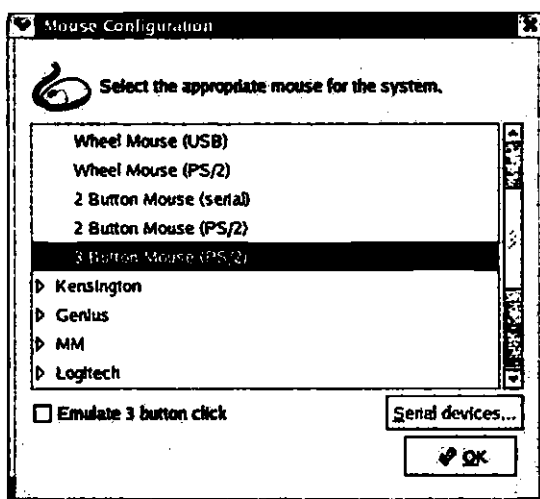 Mouse Configuration
Select the appropriate mouse for the system.
Wheel Mouse (USB)
Wheel Mouse (PS/2)
2 Button Mouse (serial)
2 Button Mouse (PS/2)
3 Button Mouse (PS/2)
Kensington
Genius
MM
Logitech
Emulate 3 button click
Serial devices...
OK